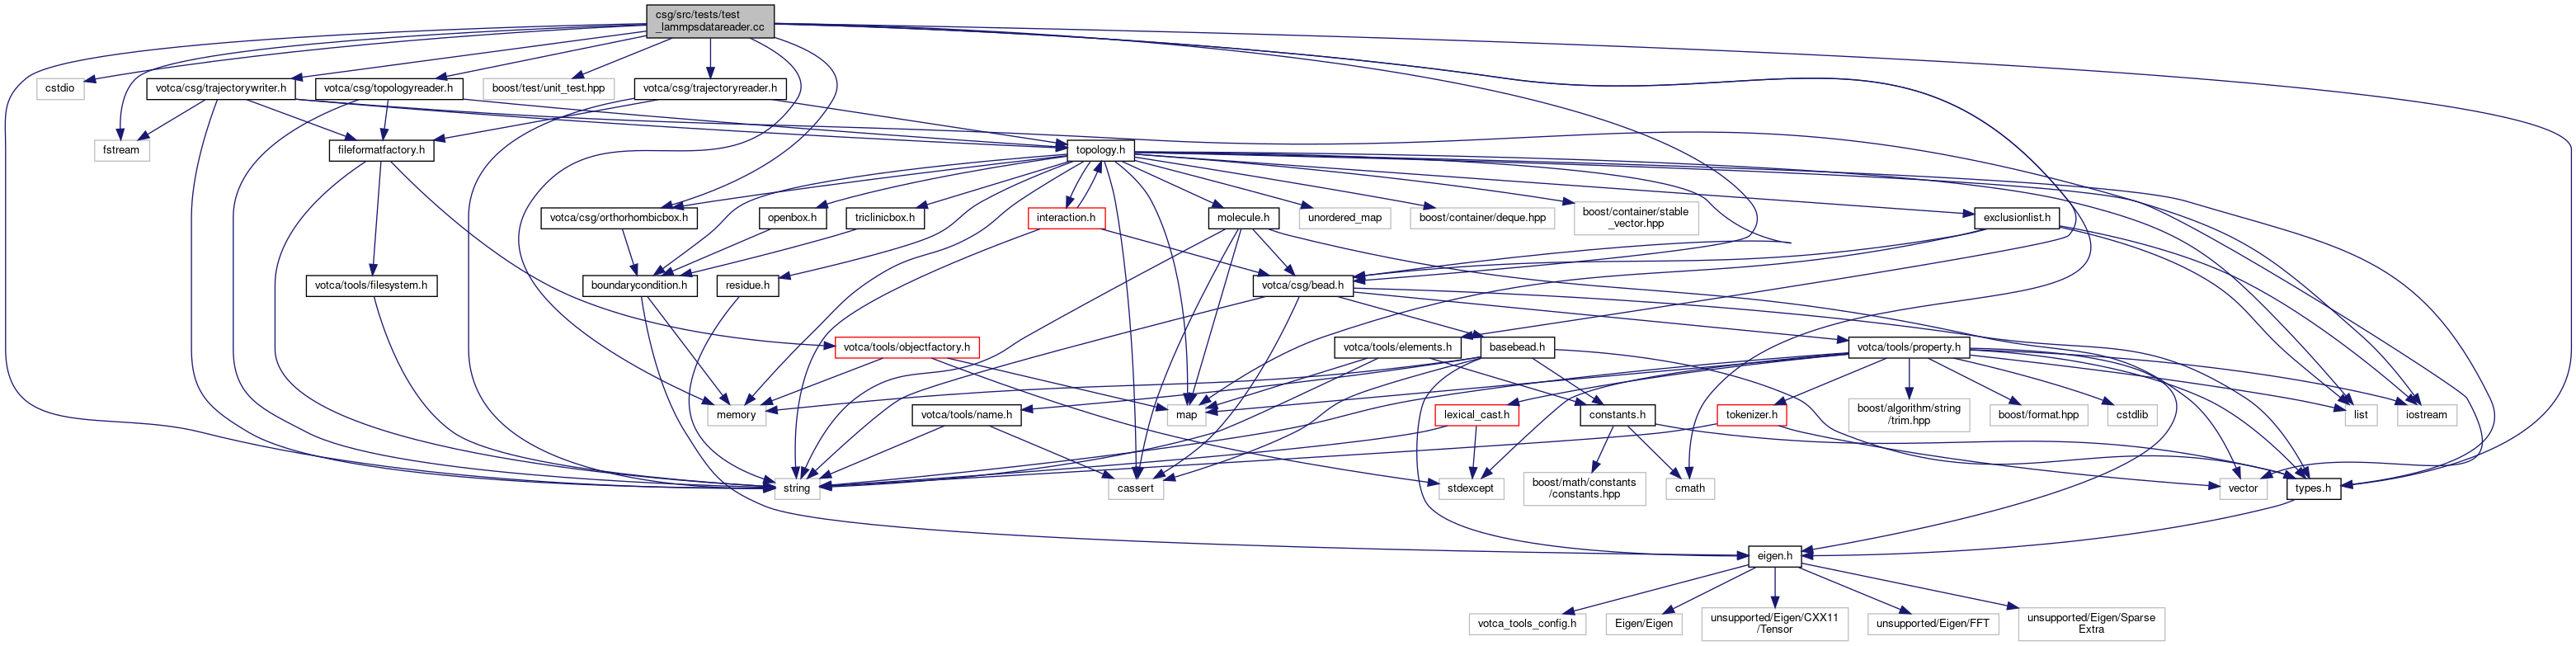 csg/src/tests/test
_lammpsdatareader.cc
cstdio
votca/csg/trajectorywriter.h
votca/csg/topologyreader.h
boost/test/unit_test.hpp
votca/csg/trajectoryreader.h
fstream
fileformatfactory.h
topology.h
votca/csg/orthorhombicbox.h
openbox.h
triclinicbox.h
interaction.h
molecule.h
unordered_map
boost/container/deque.hpp
boost/container/stable
_vector.hpp
exclusionlist.h
votca/tools/filesystem.h
boundarycondition.h
residue.h
votca/csg/bead.h
votca/tools/objectfactory.h
votca/tools/elements.h
basebead.h
votca/tools/property.h
memory
votca/tools/name.h
map
lexical_cast.h
constants.h
tokenizer.h
boost/algorithm/string
/trim.hpp
boost/format.hpp
cstdlib
list
iostream
string
cassert
stdexcept
boost/math/constants
/constants.hpp
cmath
vector
types.h
eigen.h
votca_tools_config.h
Eigen/Eigen
unsupported/Eigen/CXX11
/Tensor
unsupported/Eigen/FFT
unsupported/Eigen/Sparse
Extra